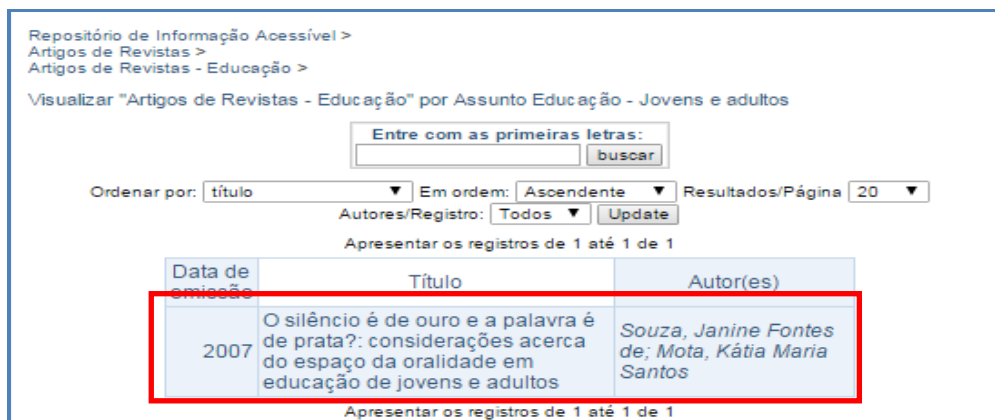 Repositório de Informação Acessível >
Artigos de Revistas >
Artigos de Revistas - Educação >
Visualizar "Artigos de Revistas - Educação" por Assunto Educação - Jovens e adultos
Entre com as primeiras letras:
buscar
Ordenar por: título ▼ Em ordem: Ascendente ▼ Resultados/Página 20 ▼
Autores/Registro: Todos ▼ Update
Apresentar os registros de 1 até 1 de 1
Data de emissão Título Autor(es)
2007 O silêncio é de ouro e a palavra é de prata?: considerações acerca do espaço da oralidade em educação de jovens e adultos Souza, Janine Fontes de; Mota, Kátia Maria Santos
Apresentar os registros de 1 até 1 de 1